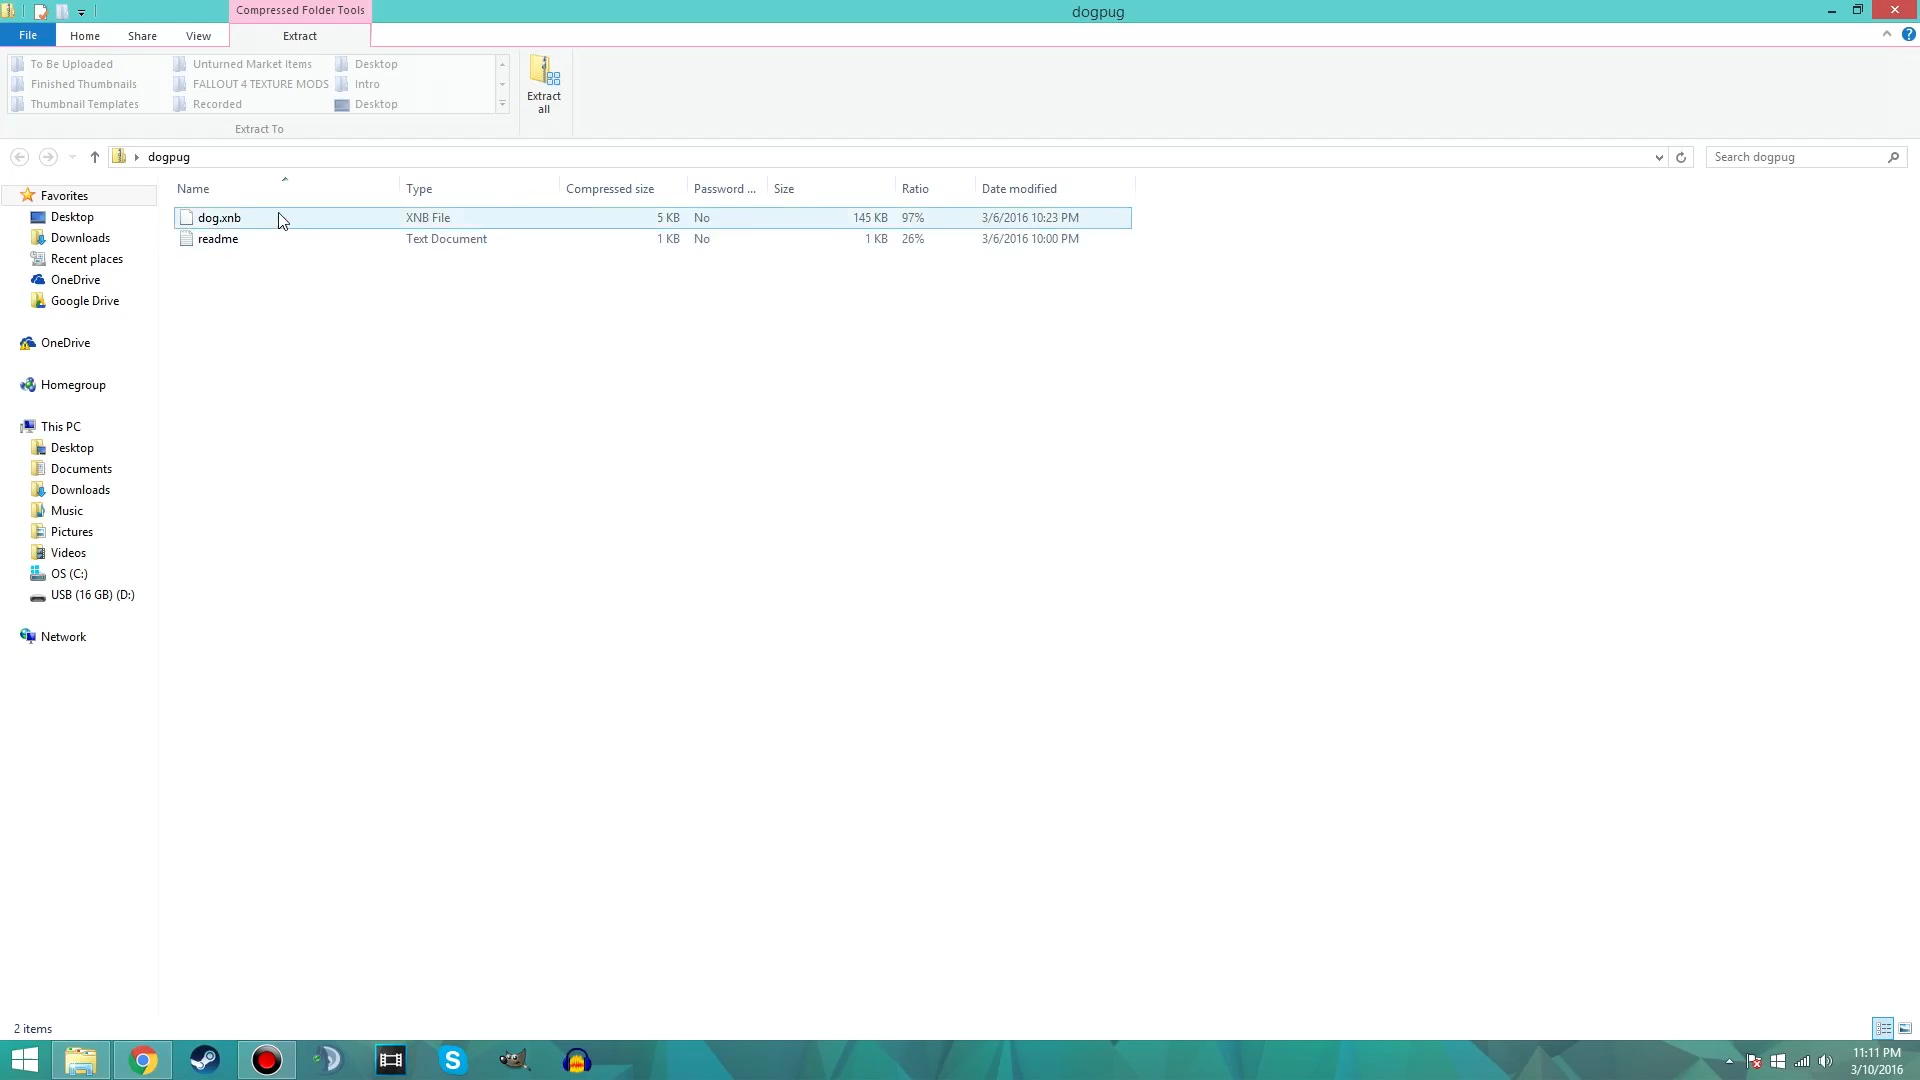 Compressed Folder Tools
dogpug
File Home Share View Extract
To Be Uploaded Unturned Market Items Desktop
Finished Thumbnails FALLOUT 4 TEXTURE MODS Intro
Thumbnail Templates Recorded Desktop
Extract all
Extract To
dogpug
Search dogpug
Name Type Compressed size Password ... Size Ratio Date modified
dog.xnb XNB File 5 KB No 145 KB 97% 3/6/2016 10:23 PM
readme Text Document 1 KB No 1 KB 26% 3/6/2016 10:00 PM
Favorites
Desktop
Downloads
Recent places
OneDrive
Google Drive
OneDrive
Homegroup
This PC
Desktop
Documents
Downloads
Music
Pictures
Videos
OS (C:)
USB (16 GB) (D:)
Network
2 items
11:11 PM
3/10/2016